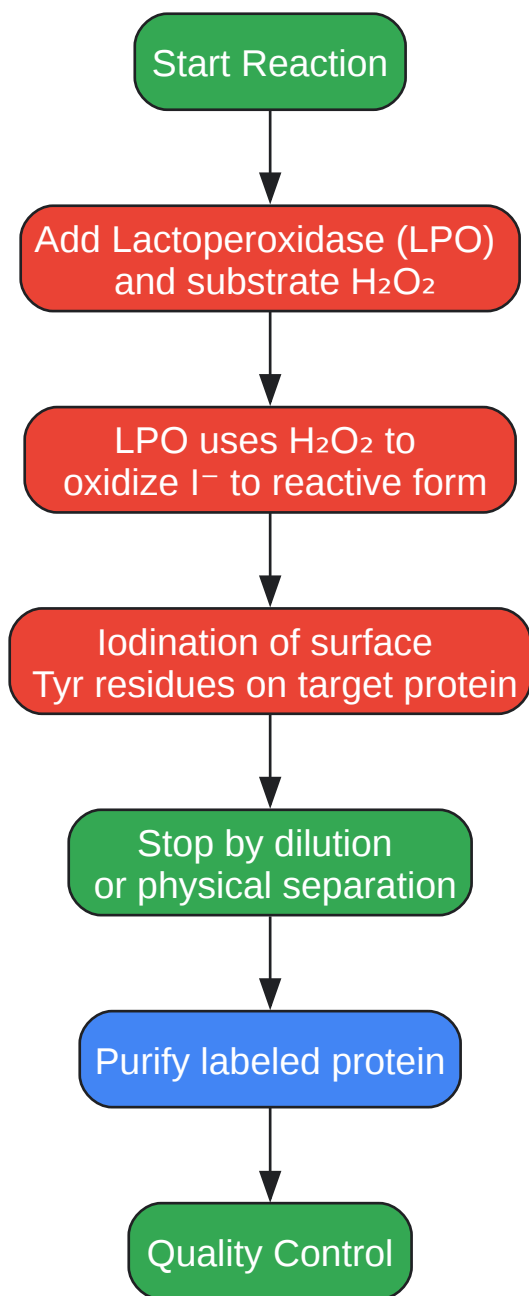 Start Reaction
Add Lactoperoxidase (LPO)
and substrate H₂O₂
LPO uses H₂O₂ to
oxidize I⁻ to reactive form
Iodination of surface
Tyr residues on target protein
Stop by dilution
or physical separation
Purify labeled protein
Quality Control